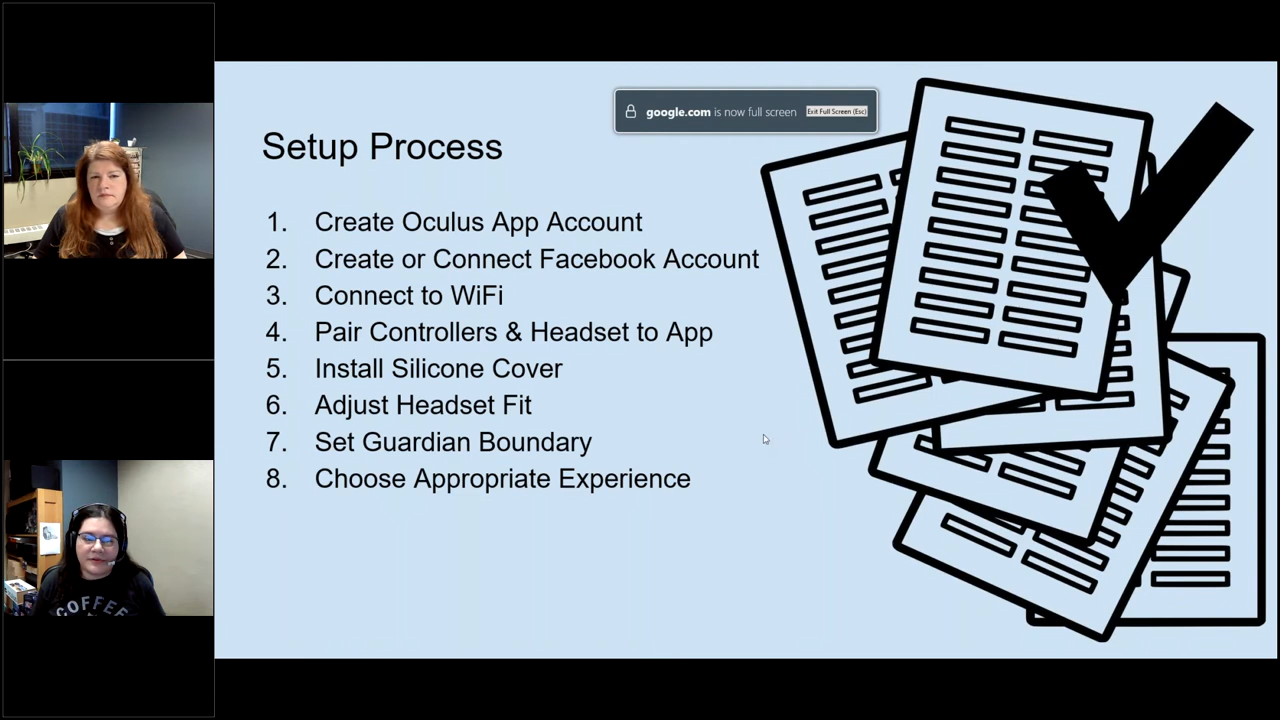 google.com is now full screen Exit Full Screen (Esc)
Setup Process
1. Create Oculus App Account
2. Create or Connect Facebook Account
3. Connect to WiFi
4. Pair Controllers & Headset to App
5. Install Silicone Cover
6. Adjust Headset Fit
7. Set Guardian Boundary
8. Choose Appropriate Experience
COFFEE